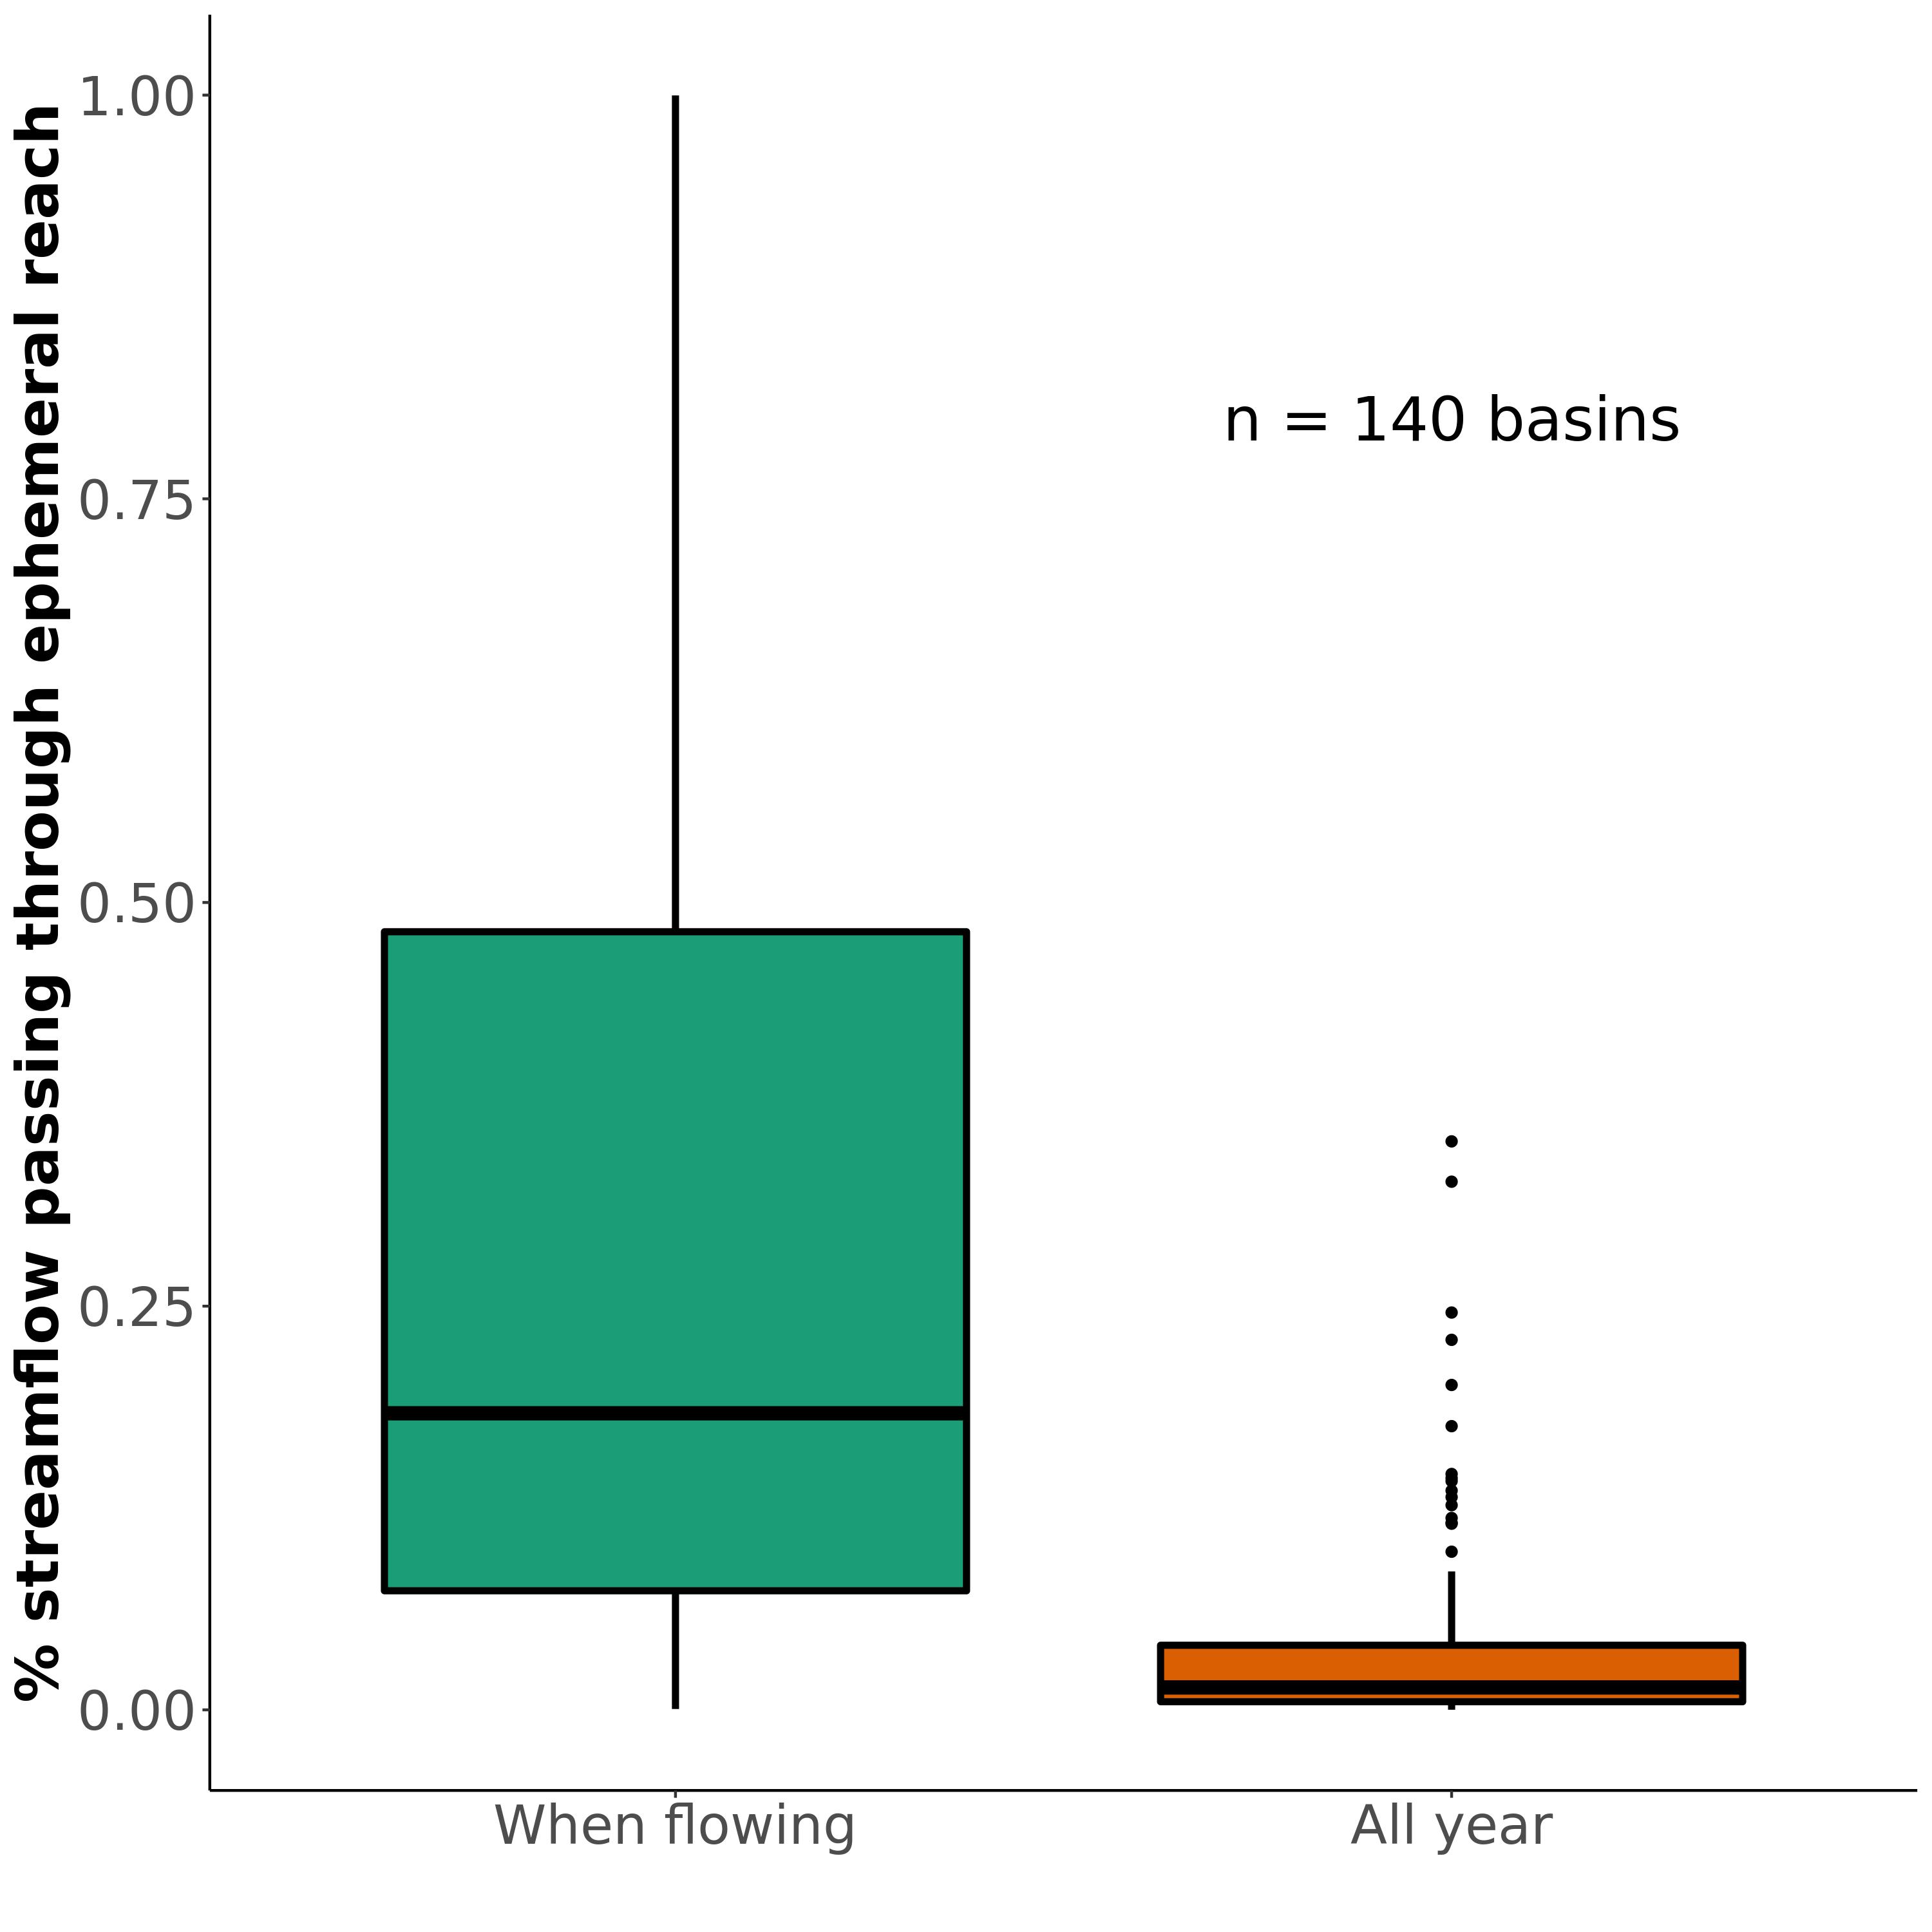 % streamflow passing through ephemeral reach
1.00
0.75
0.50
0.25
0.00
n = 140 basins
When flowing
All year